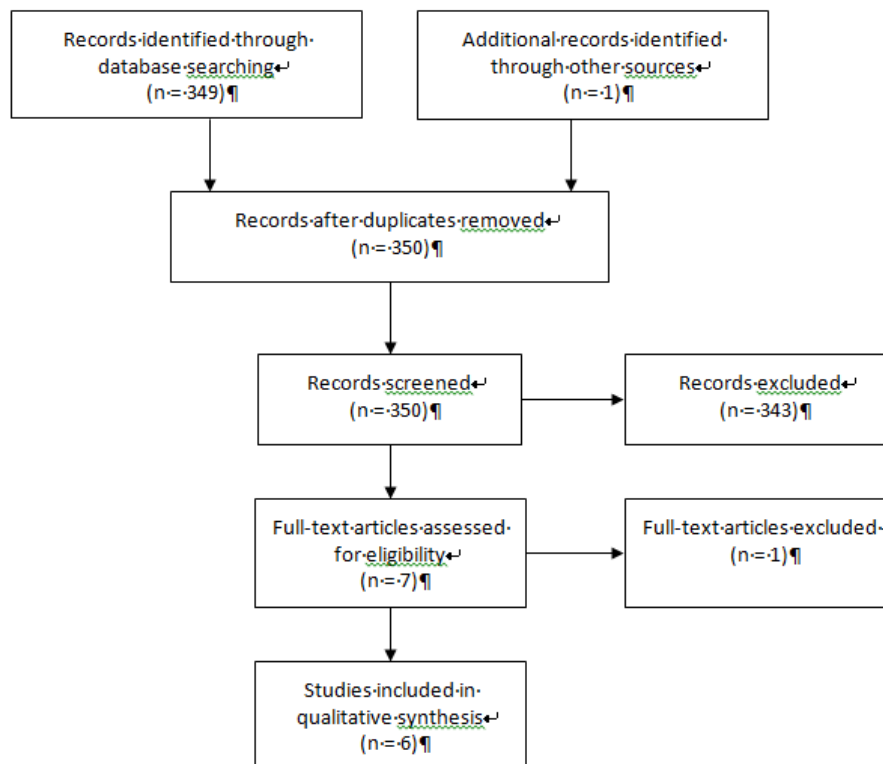 Records·identified·through·
database·searching↵
(n·=·349)¶
Additional·records·identified·
through·other·sources↵
(n·=·1)¶
Records·after·duplicates·removed↵
(n·=·350)¶
Records·screened↵
(n·=·350)¶
Records·excluded↵
(n·=·343)¶
Full-text·articles·assessed·
for·eligibility↵
(n·=·7)¶
Full-text·articles·excluded·
(n·=·1)¶
Studies·included·in·
qualitative·synthesis↵
(n·=·6)¶